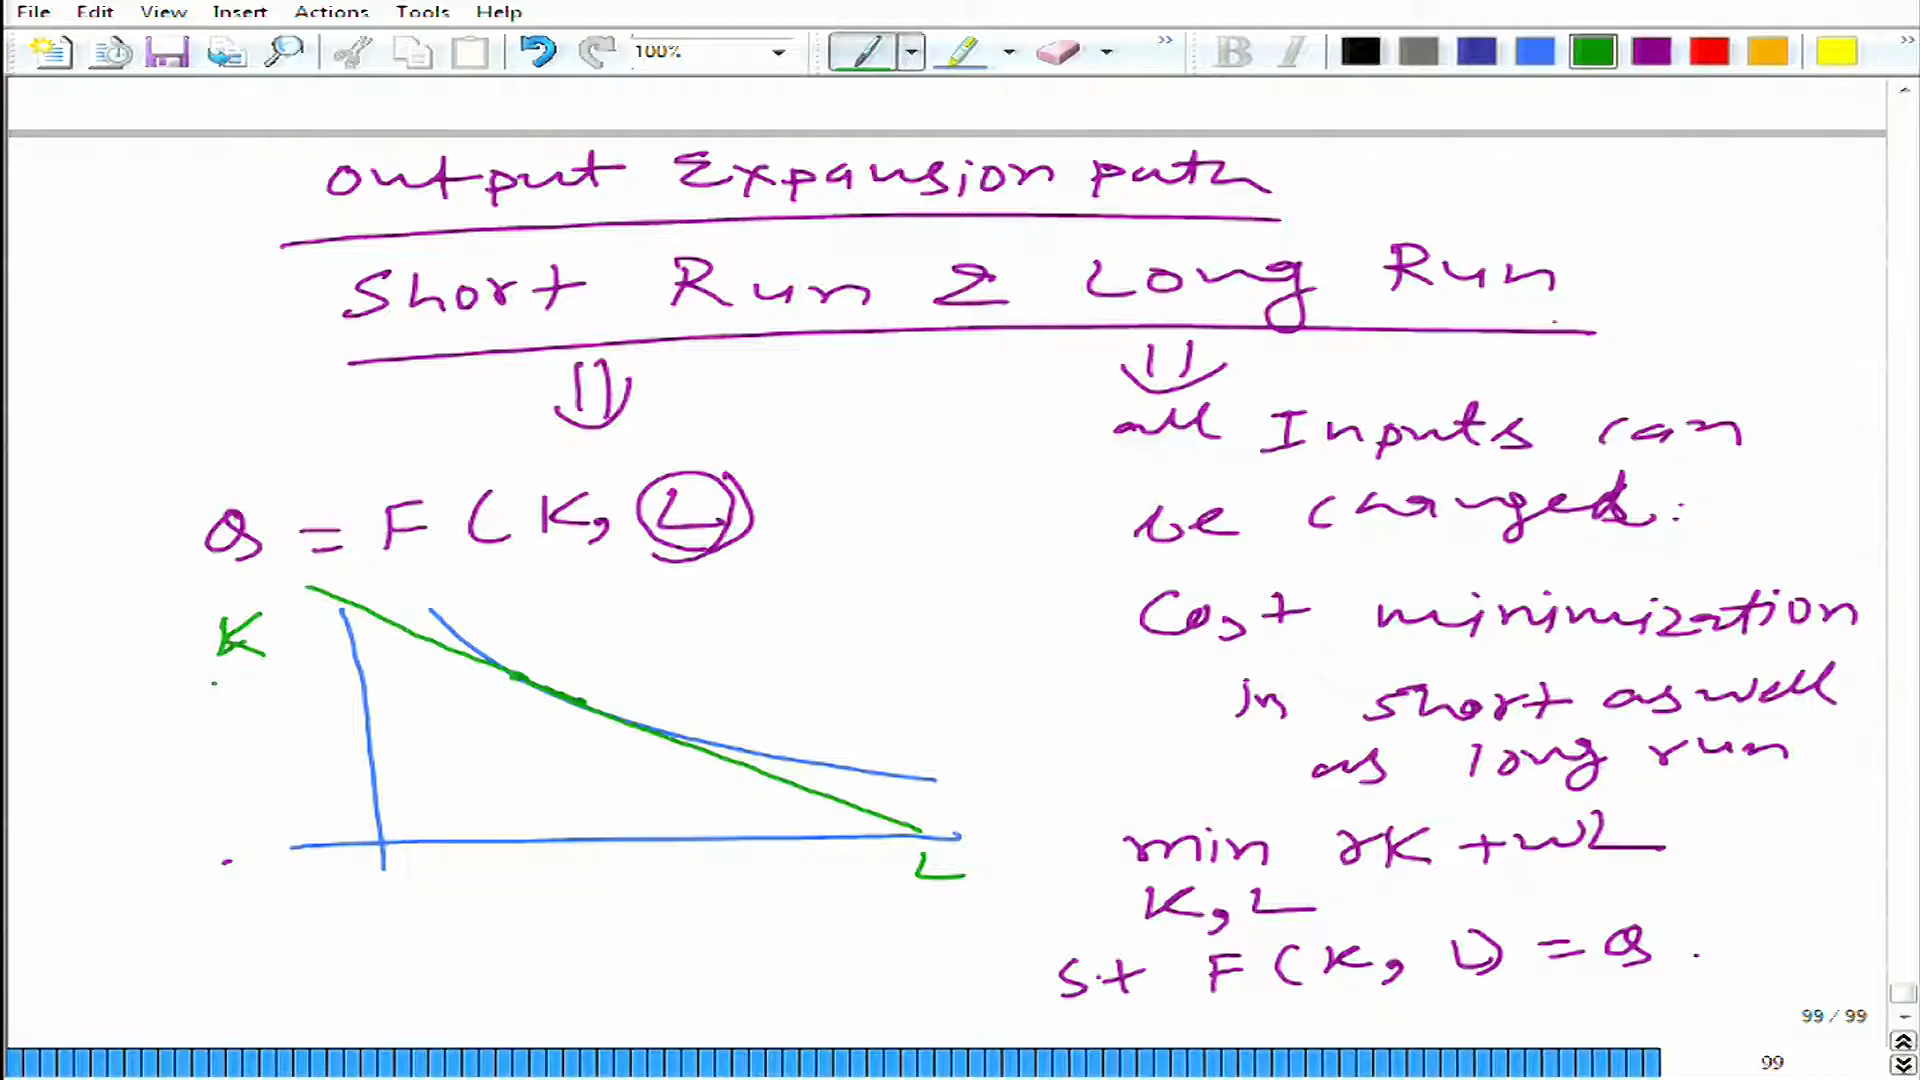 File Edit View Insert Actions Tools Help
100%
output Expansion path
Short Run & Long Run
all Inputs can
be changed.
Q = F (K, L)
Cost minimization
in short as well
as long run
K
L
min rK + wL
K, L
s.t F (K, L) = Q .
99 / 99
99